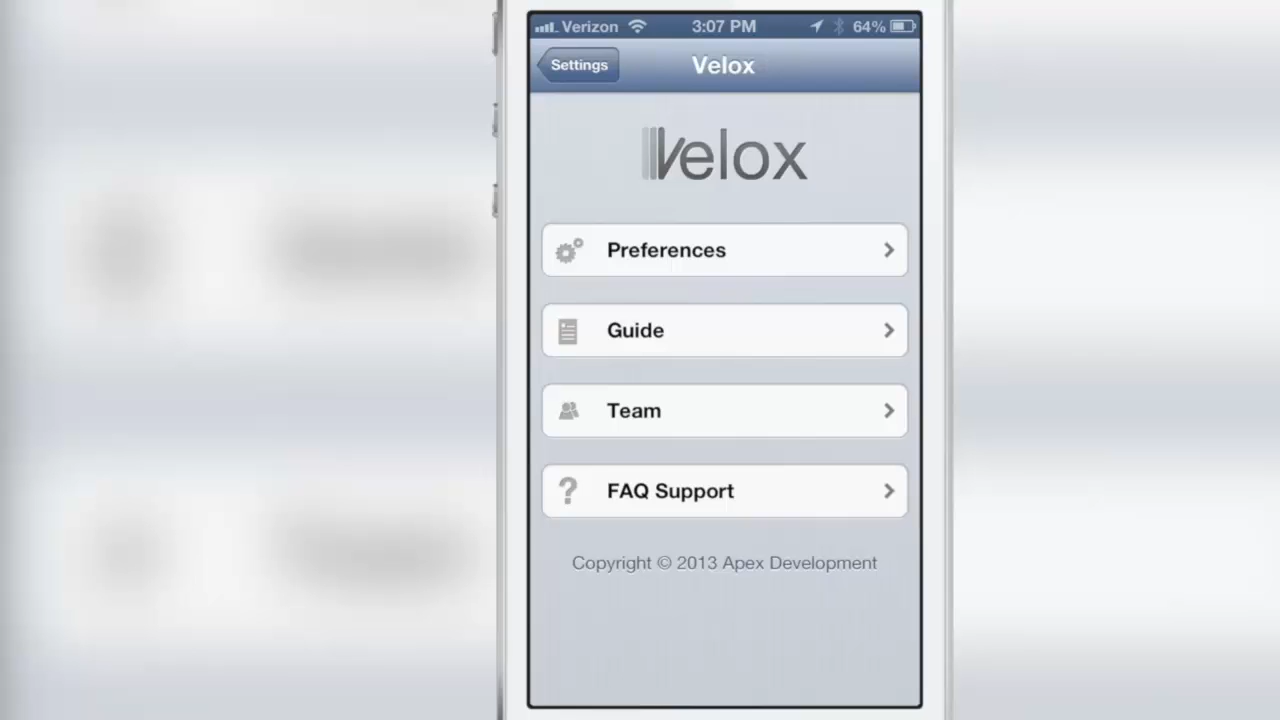 Verizon 3:07 PM 64%
Settings Velox
Velox
Preferences
Guide
Team
FAQ Support
Copyright © 2013 Apex Development